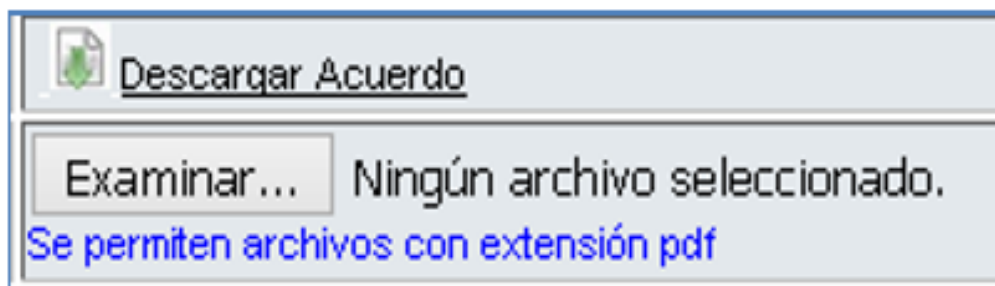 Descargar Acuerdo
Examinar... Ningún archivo seleccionado.
Se permiten archivos con extensión pdf